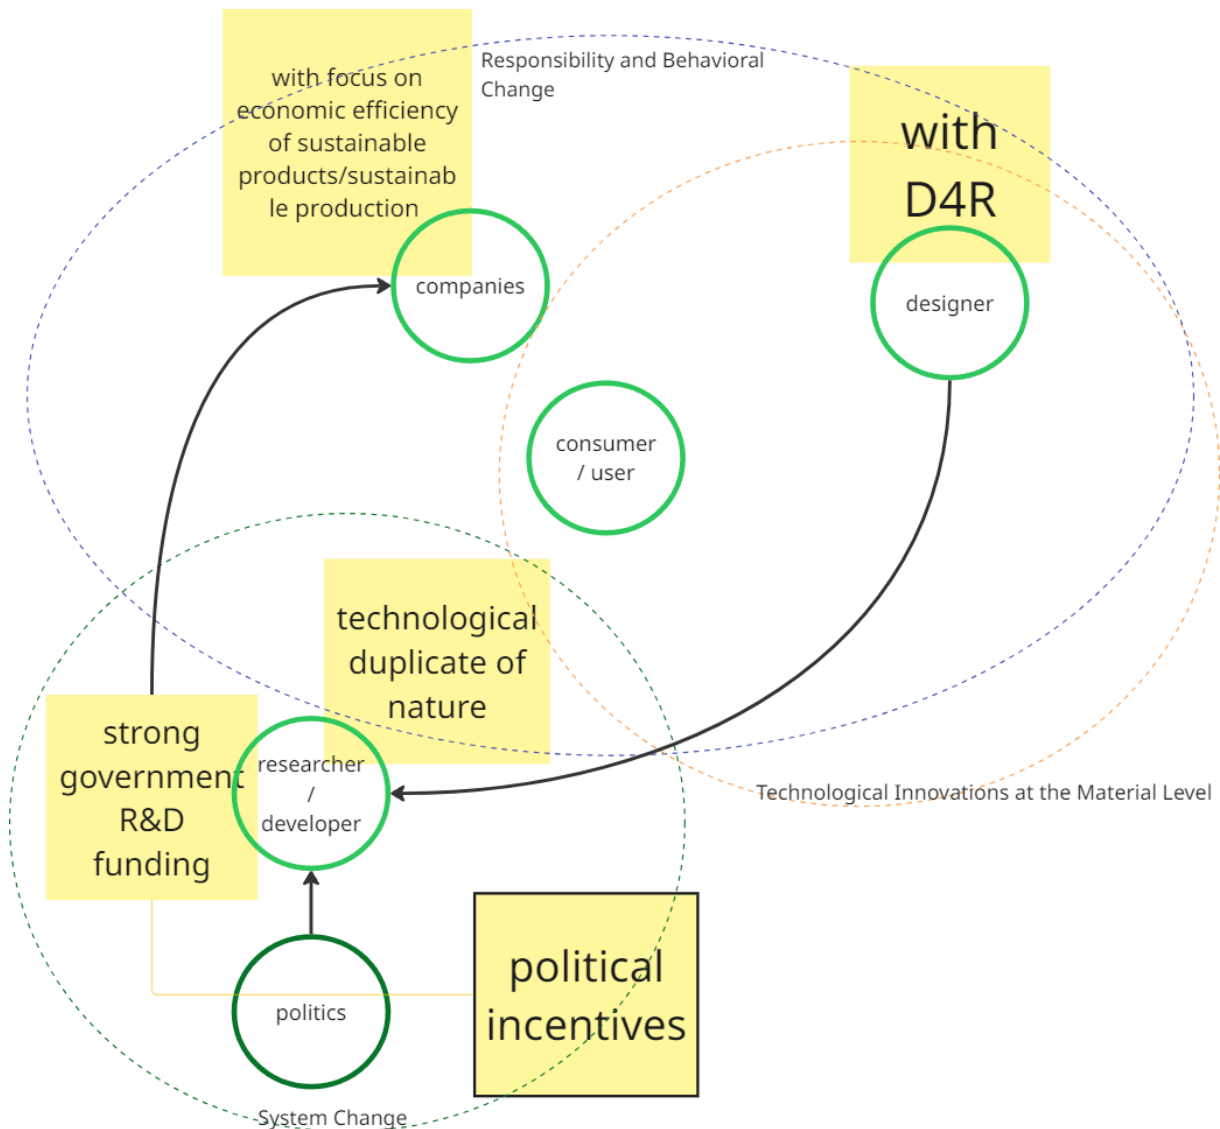 with focus on
economic efficiency
of sustainable
products/sustainab
le production
Responsibility and Behavioral
Change
with
D4R
companies
designer
consumer
/ user
technological
duplicate of
nature
strong
government
R&D
funding
researcher
/
developer
Technological Innovations at the Material Level
political
incentives
politics
System Change